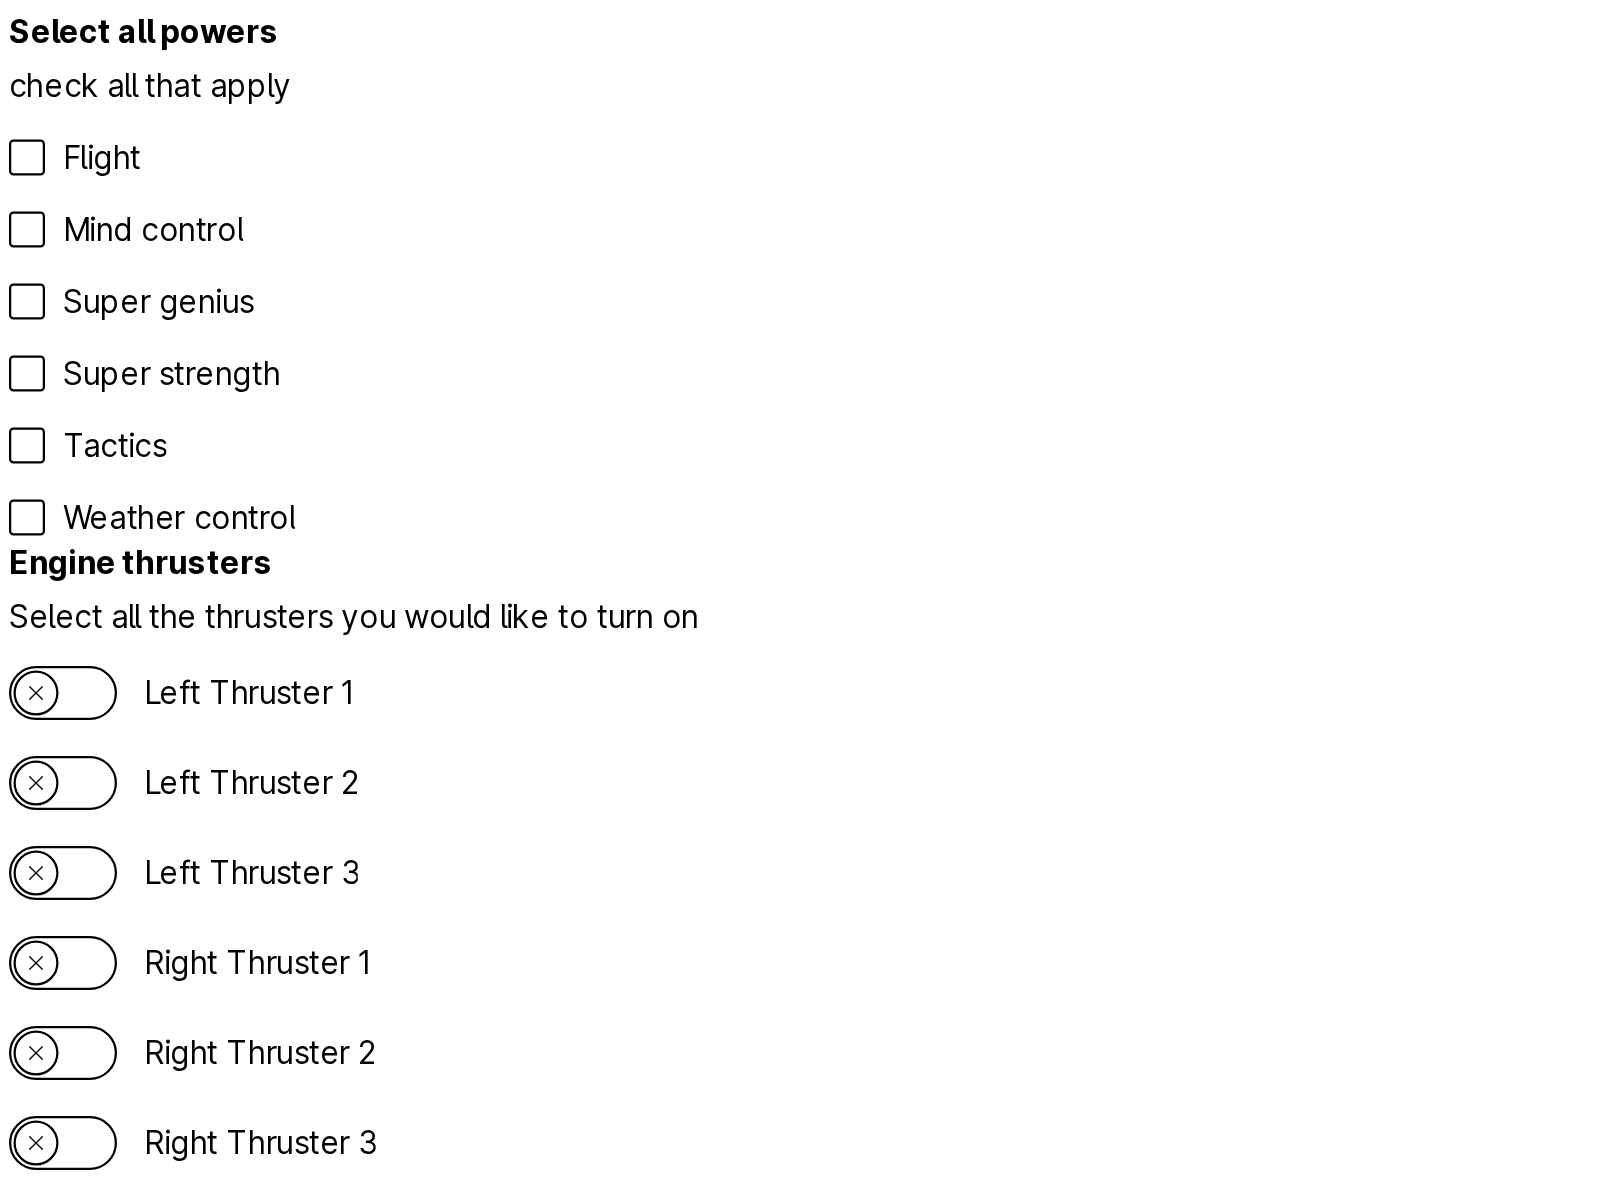 Select all powers
check all that apply
Flight
Mind control
Super genius
Super strength
Tactics
Weather control
Engine thrusters
Select all the thrusters you would like to turn on
Left Thruster 1
Left Thruster 2
Left Thruster 3
Right Thruster 1
Right Thruster 2
Right Thruster 3